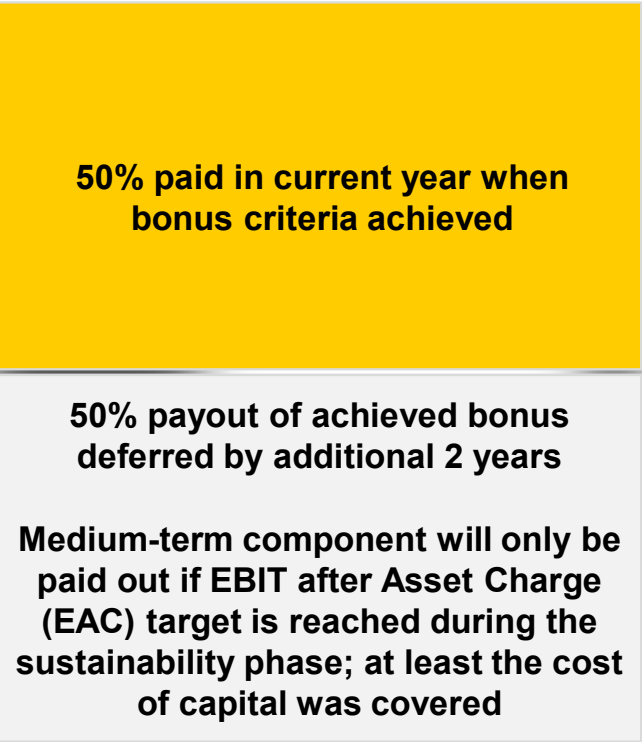 50% paid in current year when
bonus criteria achieved
50% payout of achieved bonus
deferred by additional 2 years
Medium-term component will only be
paid out if EBIT after Asset Charge
(EAC) target is reached during the
sustainability phase; at least the cost
of capital was covered